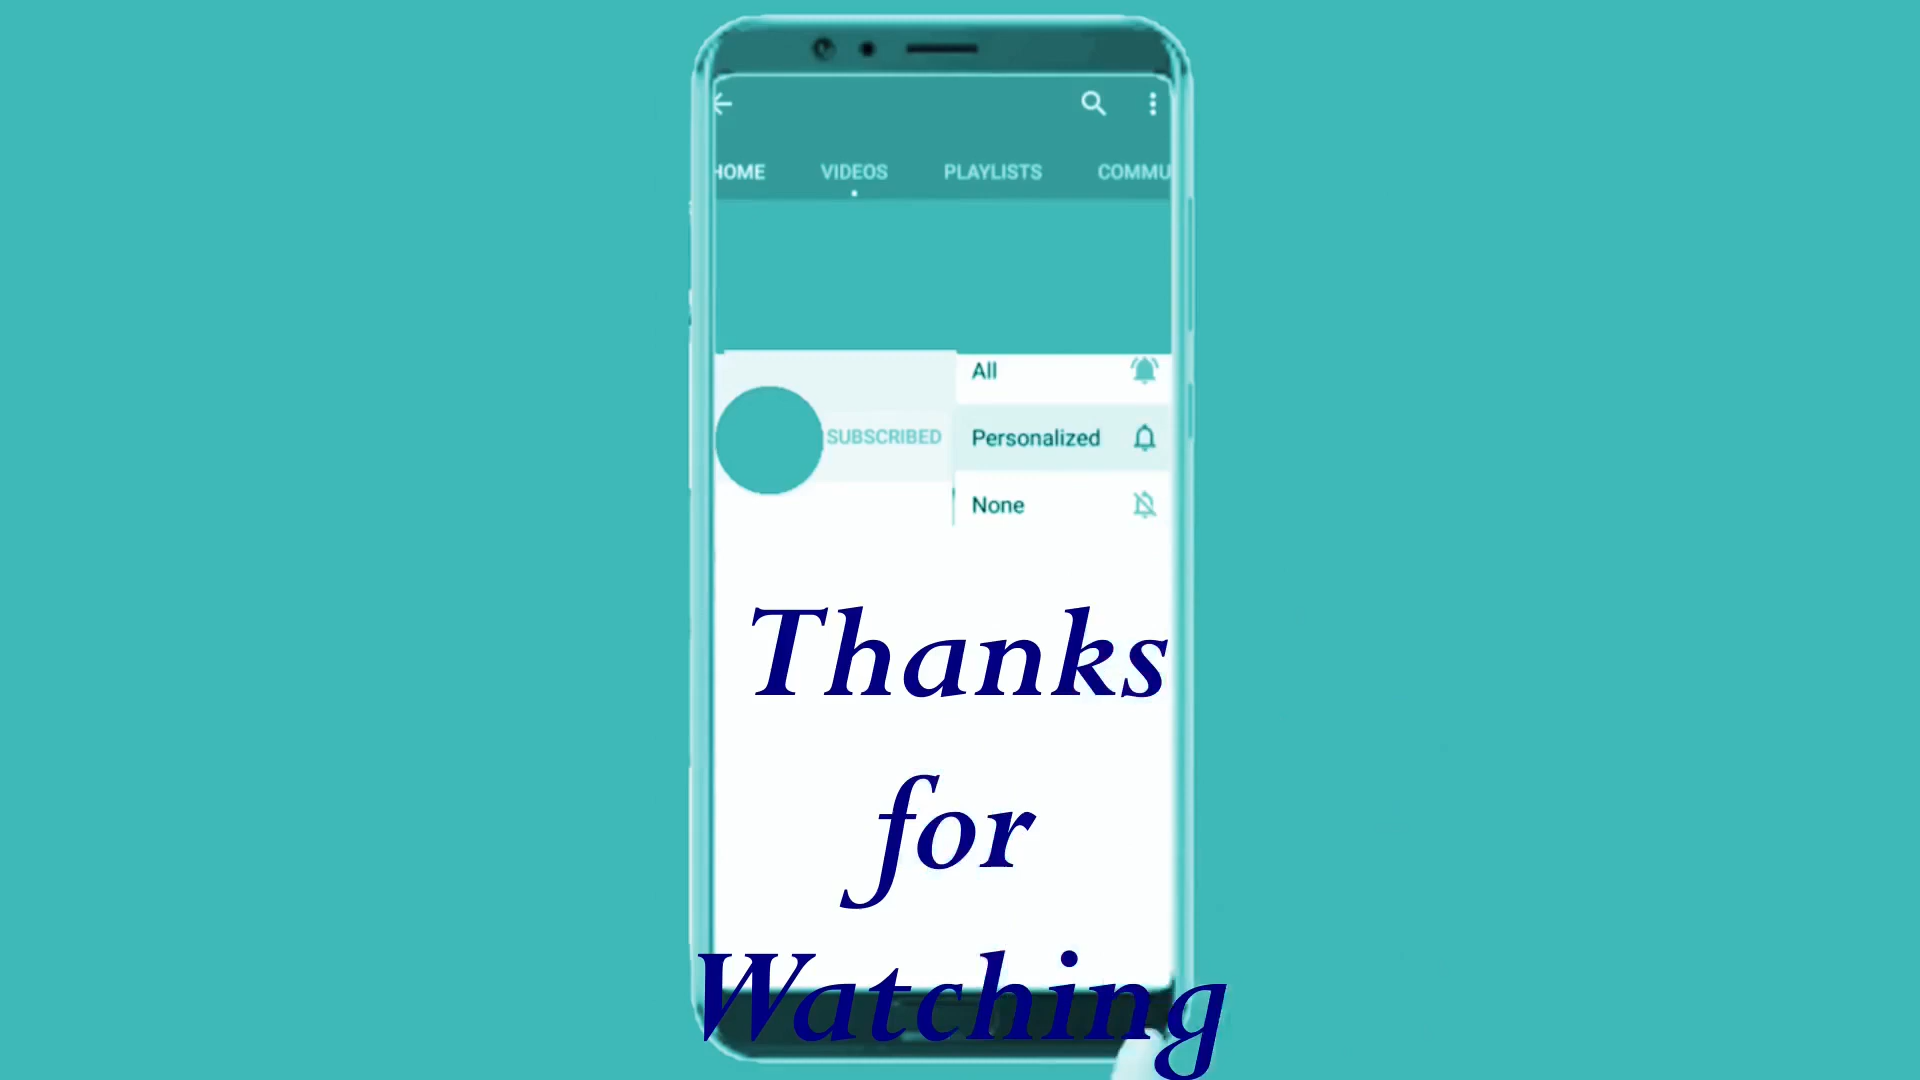 HOME VIDEOS PLAYLISTS COMMU
All
SUBSCRIBED Personalized
None
Thanks
for
Watching